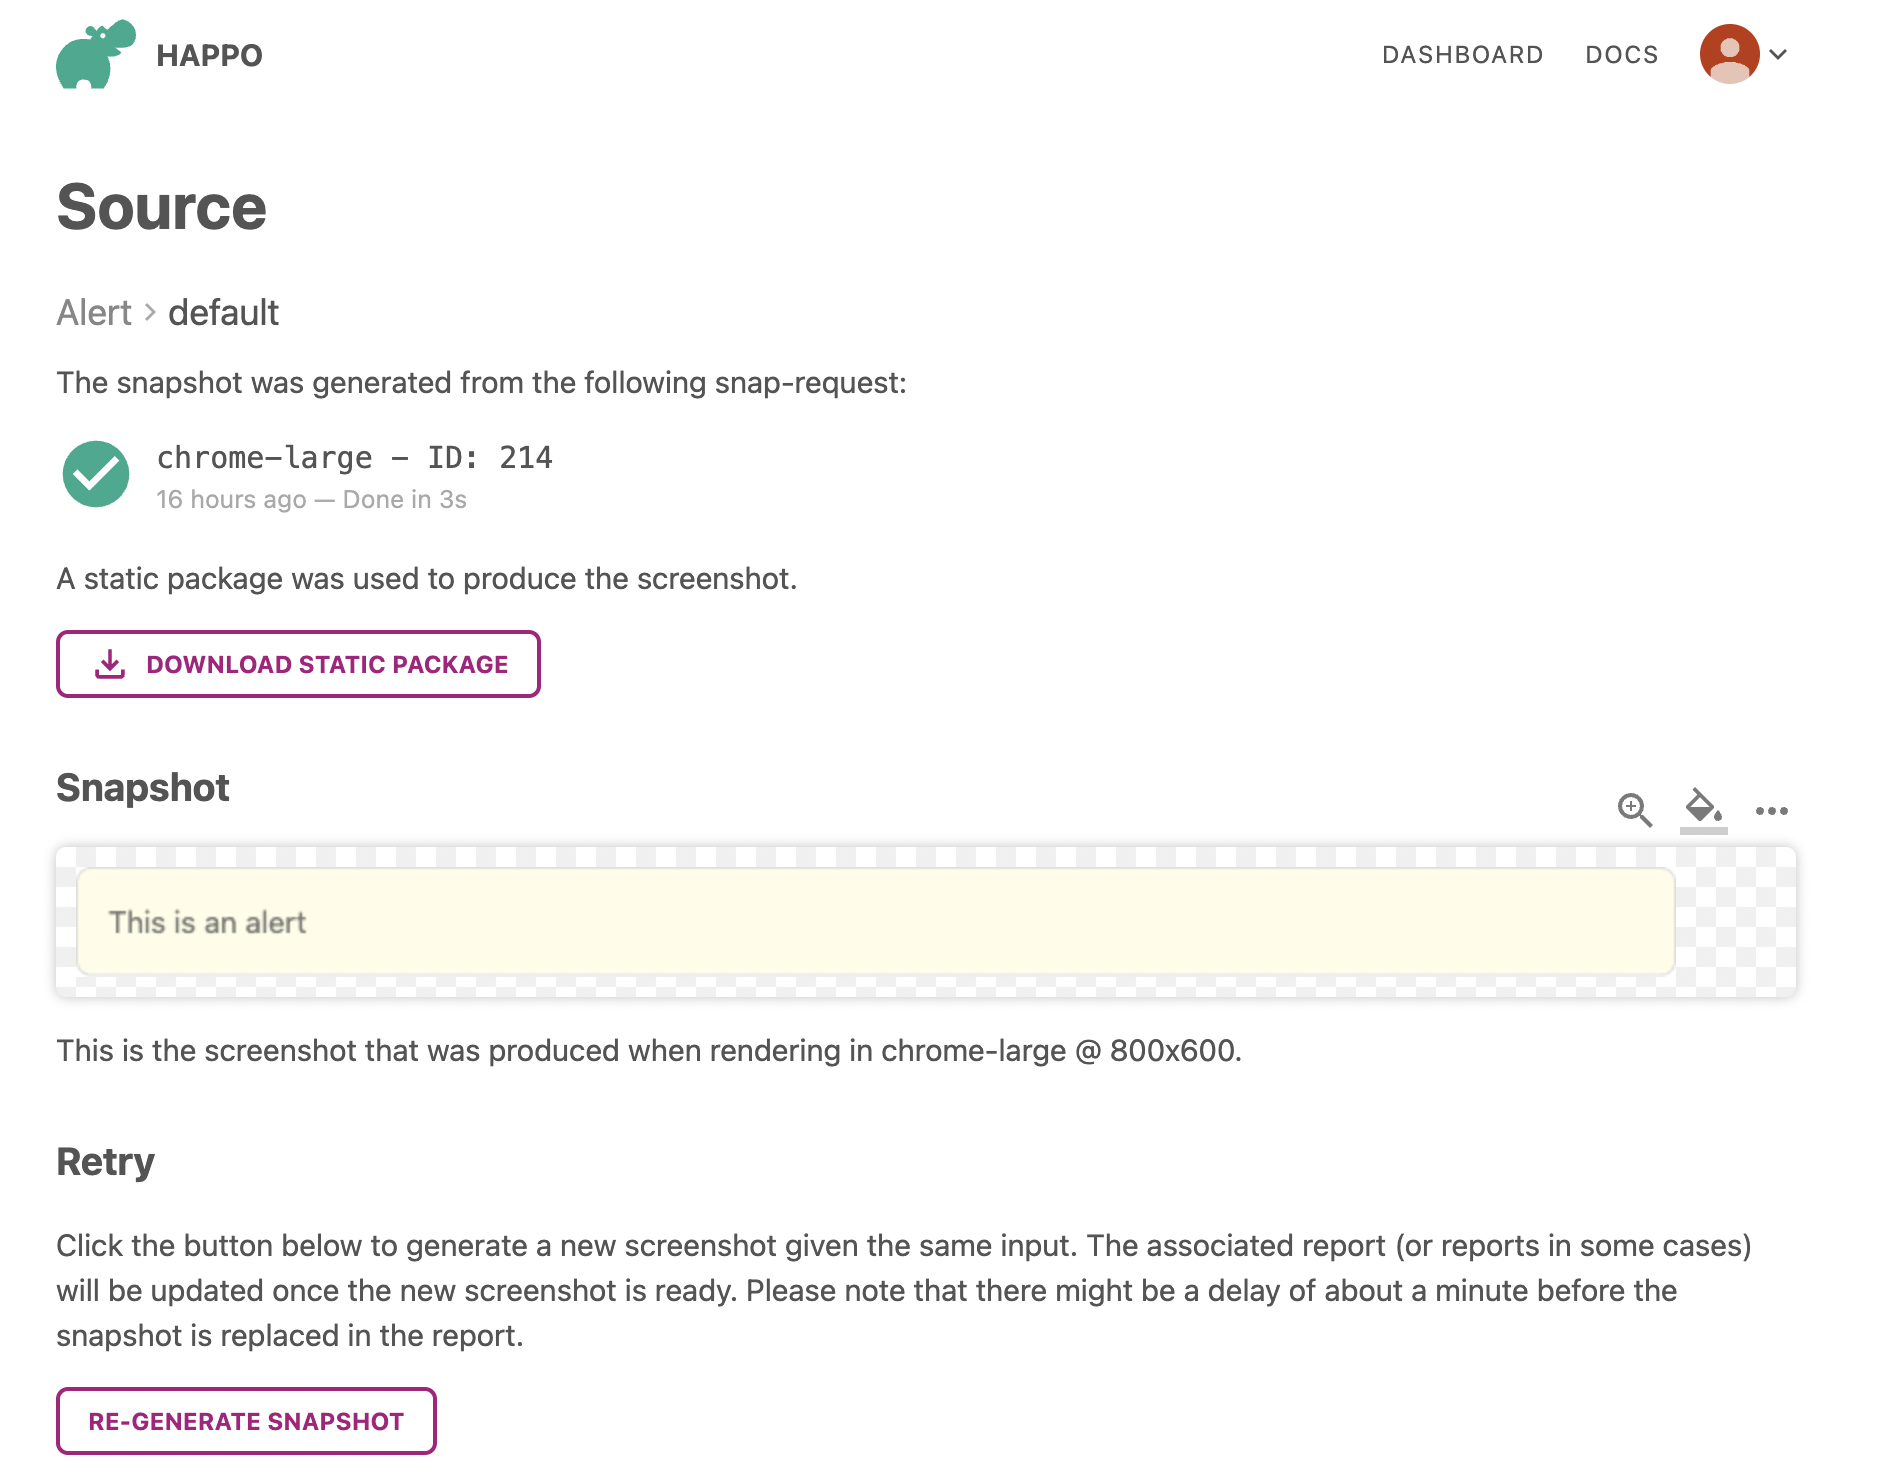 HAPPO
DASHBOARD DOCS
Source
Alert > default
The snapshot was generated from the following snap-request:
chrome-large – ID: 214
16 hours ago — Done in 3s
A static package was used to produce the screenshot.
DOWNLOAD STATIC PACKAGE
Snapshot
This is an alert
This is the screenshot that was produced when rendering in chrome-large @ 800x600.
Retry
Click the button below to generate a new screenshot given the same input. The associated report (or reports in some cases)
will be updated once the new screenshot is ready. Please note that there might be a delay of about a minute before the
snapshot is replaced in the report.
RE-GENERATE SNAPSHOT